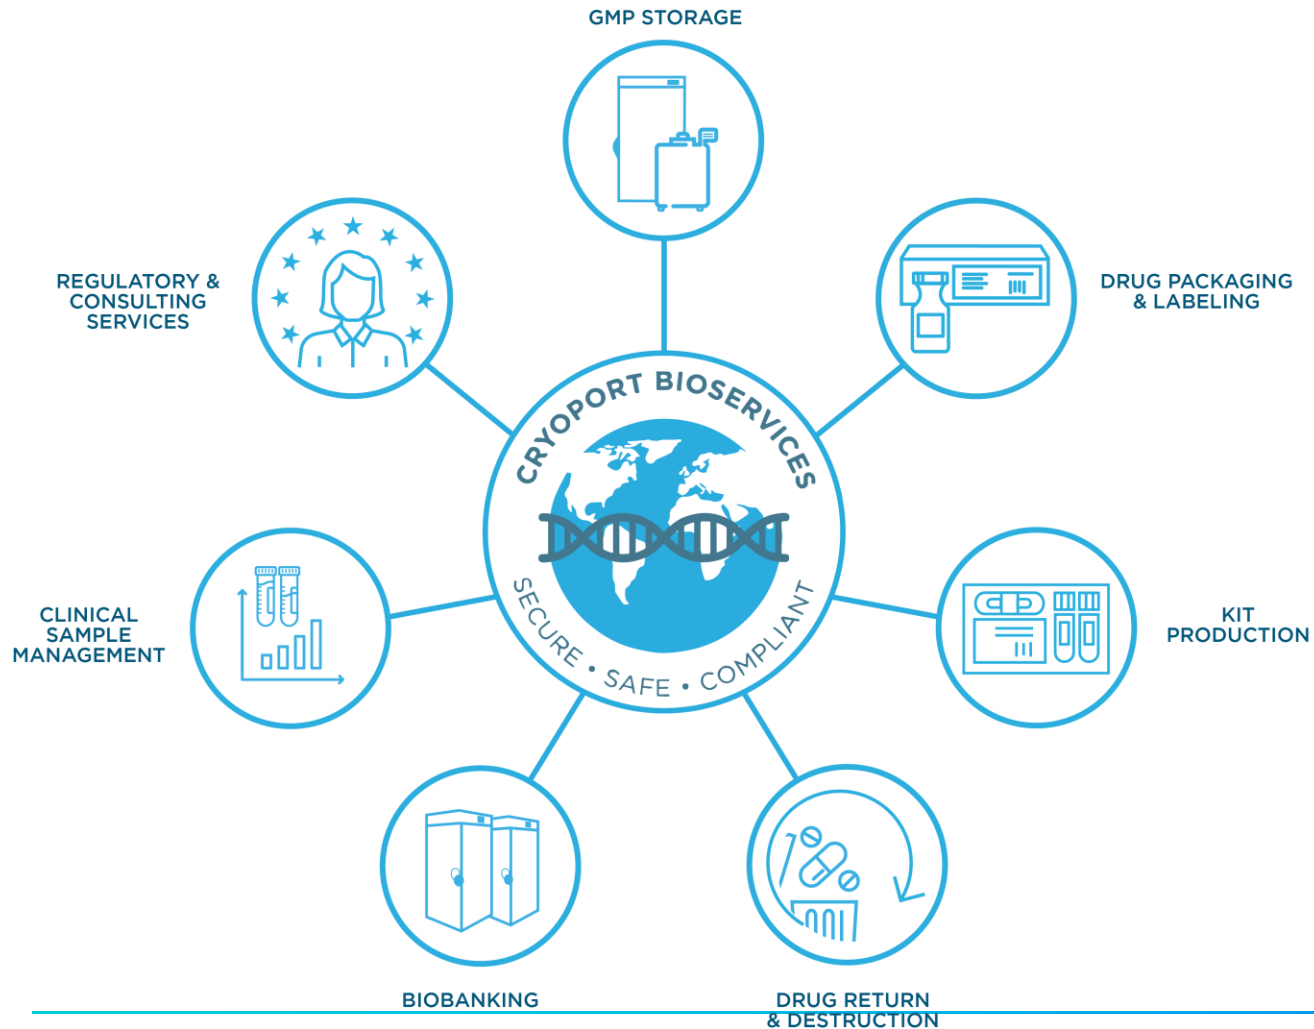 GMP STORAGE
REGULATORY &
CONSULTING
SERVICES
DRUG PACKAGING
& LABELING
CRYOPORT BIOSERVICES
SECURE • SAFE • COMPLIANT
CLINICAL
SAMPLE
MANAGEMENT
KIT
PRODUCTION
BIOBANKING
DRUG RETURN
& DESTRUCTION